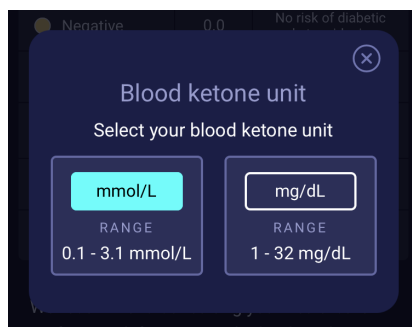 Negative 0.0 No risk of diabetic
Blood ketone unit
Select your blood ketone unit
mmol/L
RANGE
0.1 - 3.1 mmol/L
mg/dL
RANGE
1 - 32 mg/dL